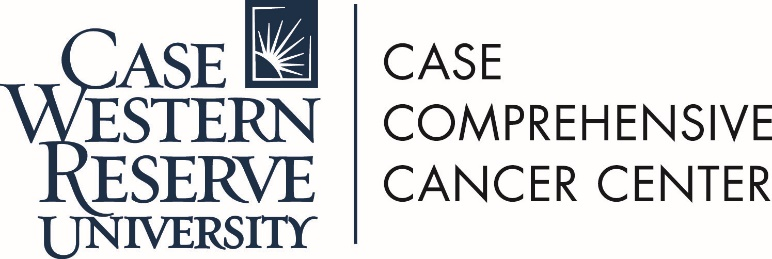 CASE
WESTERN
RESERVE
UNIVERSITY
CASE
COMPREHENSIVE
CANCER CENTER